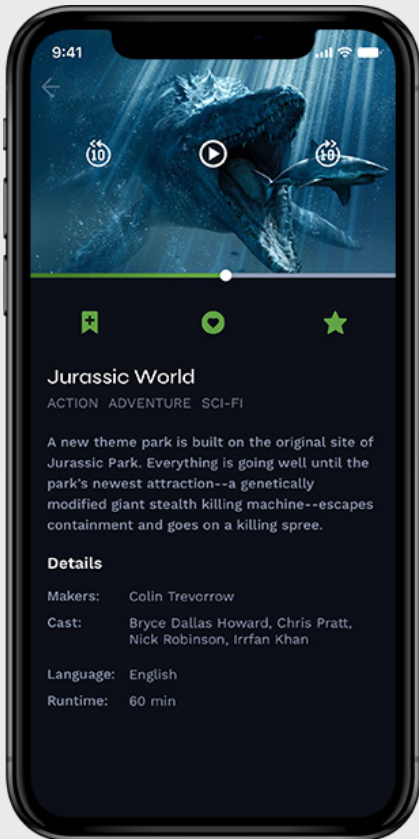 9:41
10
10
Jurassic World
ACTION ADVENTURE SCI-FI
A new theme park is built on the original site of
Jurassic Park. Everything is going well until the
park's newest attraction--a genetically
modified giant stealth killing machine--escapes
containment and goes on a killing spree.
Details
Makers: Colin Trevorrow
Cast: Bryce Dallas Howard, Chris Pratt,
Nick Robinson, Irrfan Khan
Language: English
Runtime: 60 min